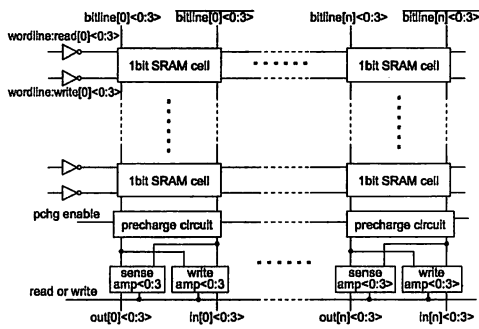 bitline[0]<0:3> bitline[0]<0:3> bitline[n]<0:3> bitline[n]<0:3>
wordline:read[0]<0:3>
1bit SRAM cell 1bit SRAM cell
wordline:write[0]<0:3>
1bit SRAM cell 1bit SRAM cell
pchg enable
precharge circuit precharge circuit
sense write sense write
amp<0:3 amp<0:3> amp<0:3> amp<0:3>
read or write
out[0]<0:3> in[0]<0:3> out[n]<0:3> in[n]<0:3>